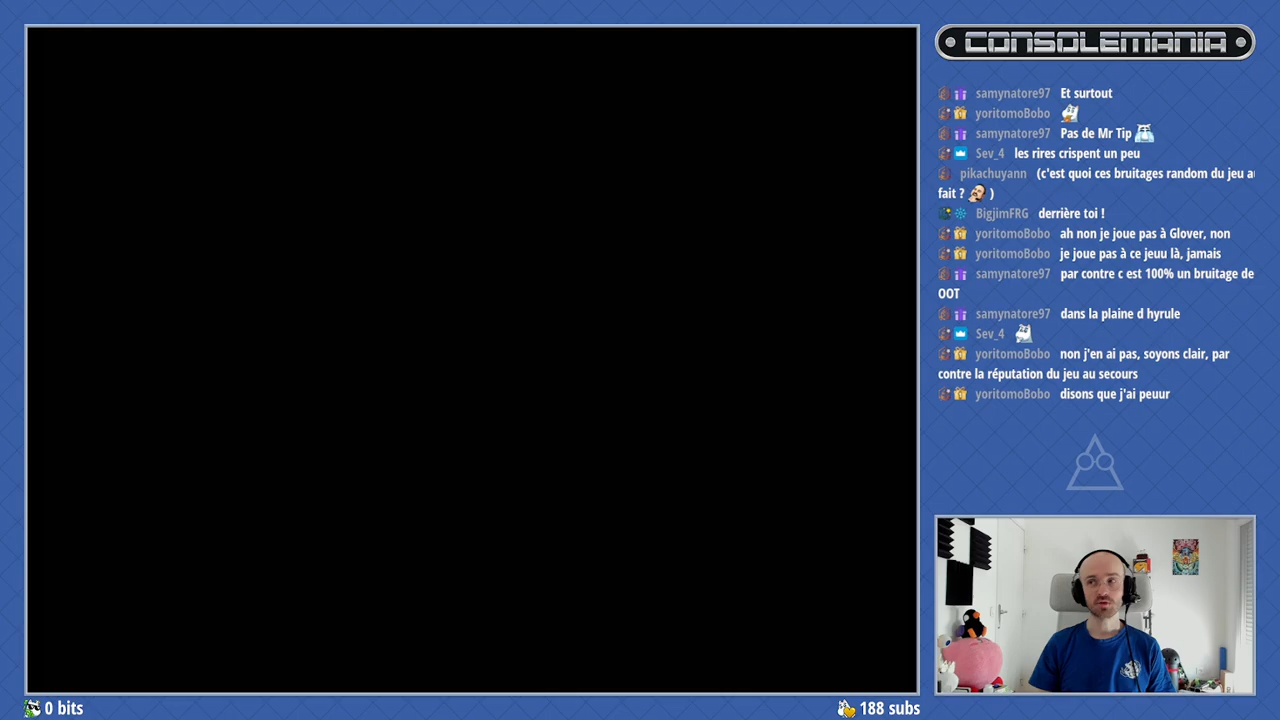 CONSOLEMANIA
samynatore97 Et surtout
yoritomoBobo
samynatore97 Pas de Mr Tip
Sev_4 les rires crispent un peu
pikachuyann (c'est quoi ces bruitages random du jeu au
fait ? )
BigjimFRG derrière toi !
yoritomoBobo ah non je joue pas à Glover, non
yoritomoBobo je joue pas à ce jeuu là, jamais
samynatore97 par contre c est 100% un bruitage de
OOT
samynatore97 dans la plaine d hyrule
Sev_4
yoritomoBobo non j'en ai pas, soyons clair, par
contre la réputation du jeu au secours
yoritomoBobo disons que j'ai peuur
0 bits
188 subs